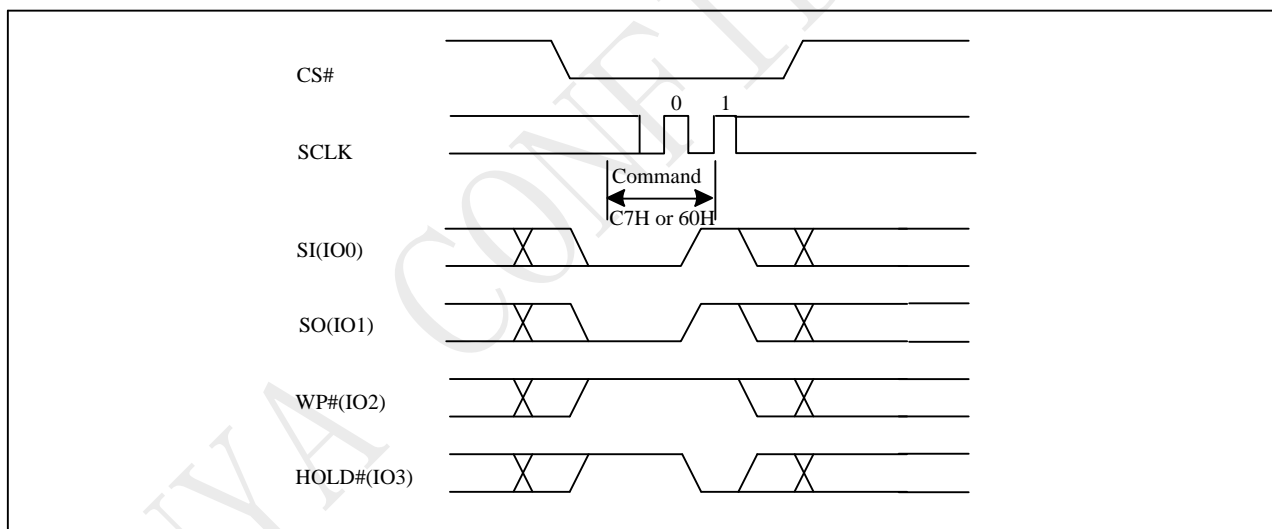 CS#
0 1
SCLK
Command
C7H or 60H
SI(IO0)
SO(IO1)
WP#(IO2)
HOLD#(IO3)